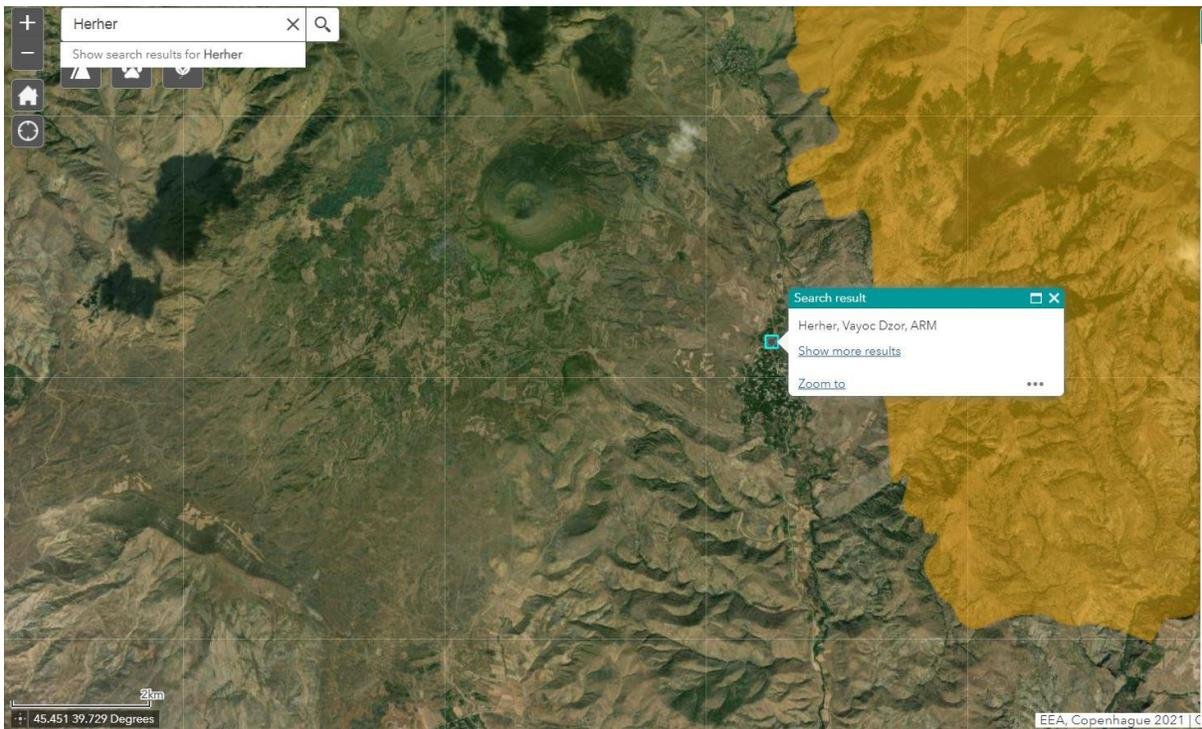 Herher
Show search results for Herher
Search result
Herher, Vayoc Dzor, ARM
Show more results
Zoom to
2km
45.451 39.729 Degrees
EEA, Copenhague 2021 |